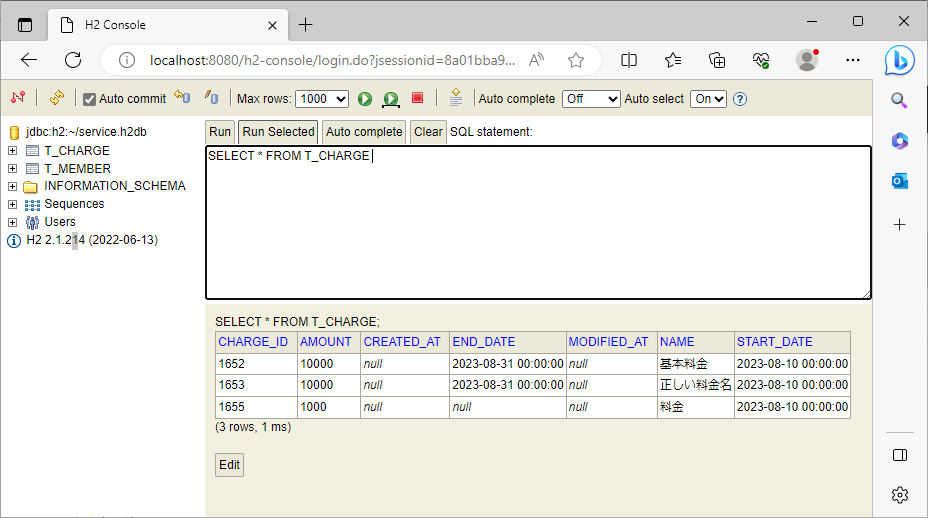 H2 Console
localhost:8080/h2-console/login.do?jsessionid=8a01bba9...
Auto commit
Max rows: 1000
Auto complete Off
Auto select On
jdbc:h2:~/service.h2db
T_CHARGE
T_MEMBER
INFORMATION_SCHEMA
Sequences
Users
H2 2.1.214 (2022-06-13)
Run Run Selected Auto complete Clear SQL statement:
SELECT * FROM T_CHARGE
SELECT * FROM T_CHARGE;
CHARGE_ID AMOUNT CREATED_AT END_DATE MODIFIED_AT NAME START_DATE
1652 10000 null 2023-08-31 00:00:00 null 基本料金 2023-08-10 00:00:00
1653 10000 null 2023-08-31 00:00:00 null 正しい料金名 2023-08-10 00:00:00
1655 1000 null null null 料金 2023-08-10 00:00:00
(3 rows, 1 ms)
Edit